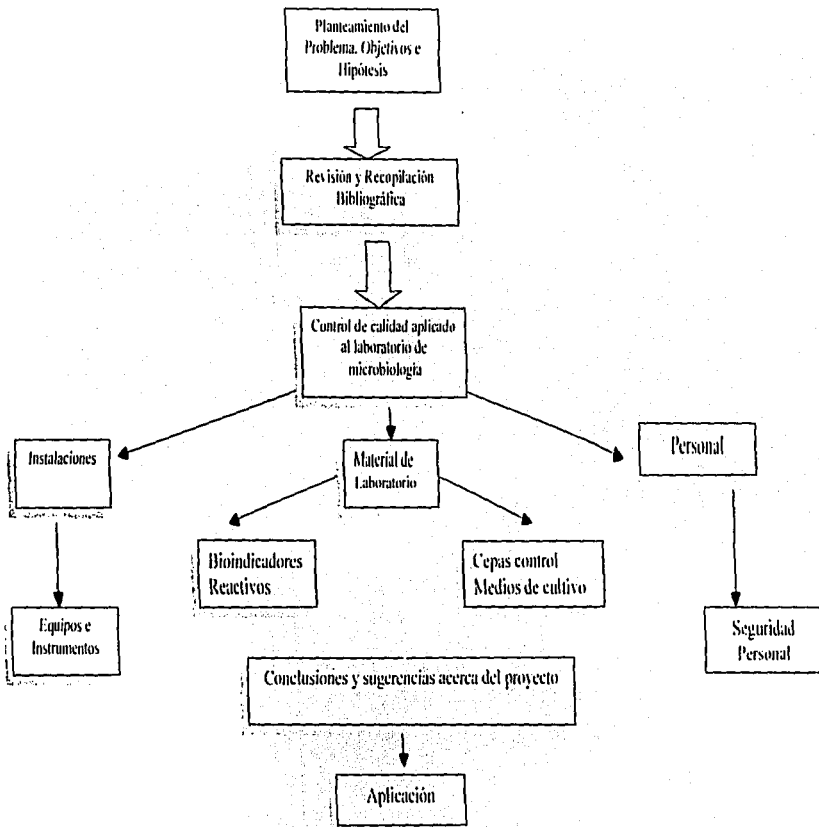 Planteamiento del
Problema. Objetivos e
Hipótesis
Revisión y Recopilación
Bibliográfica
Control de calidad aplicado
al laboratorio de
microbiología
Instalaciones
Material de
Laboratorio
Personal
Bioindicadores
Reactivos
Cepas control
Medios de cultivo
Equipos e
Instrumentos
Seguridad
Personal
Conclusiones y sugerencias acerca del proyecto
Aplicación